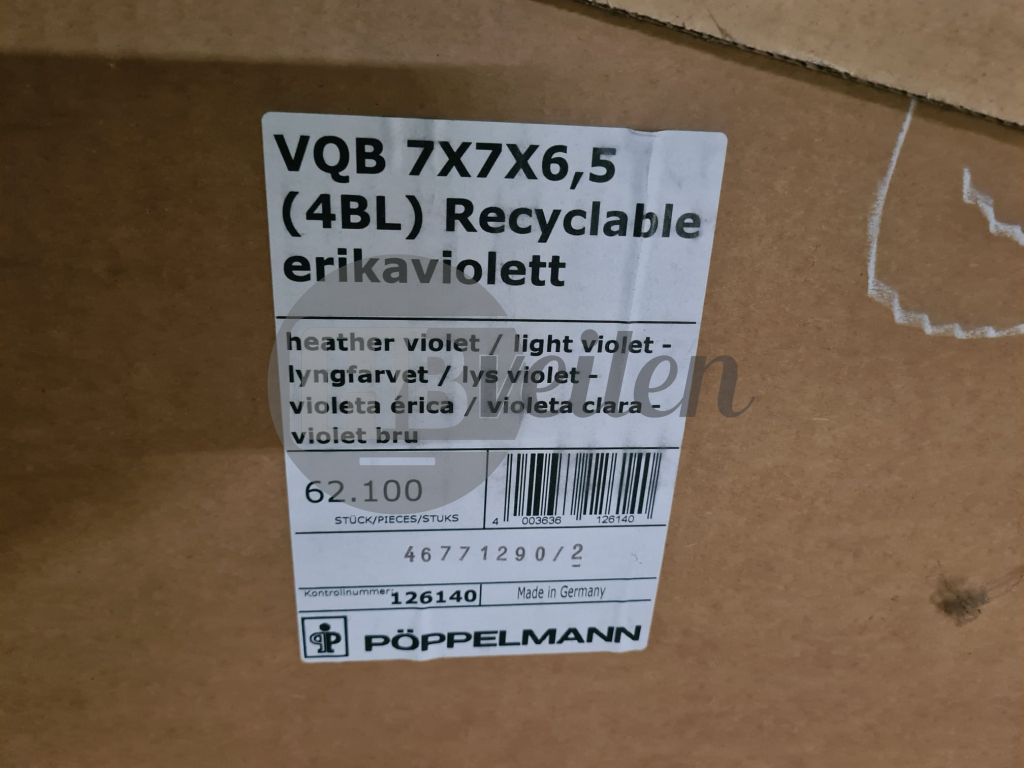 VQB 7X7X6,5
(4BL) Recyclable
erikaviolett
heather violet / light violet -
lyngfarvet / lys violet -
violeta érica / violeta clara -
violet bru
62.100
STÜCK/PIECES/STUKS
4 003636 126140
46771290/2
Kontrollnummer: 126140
Made in Germany
PÖPPELMANN
veilen